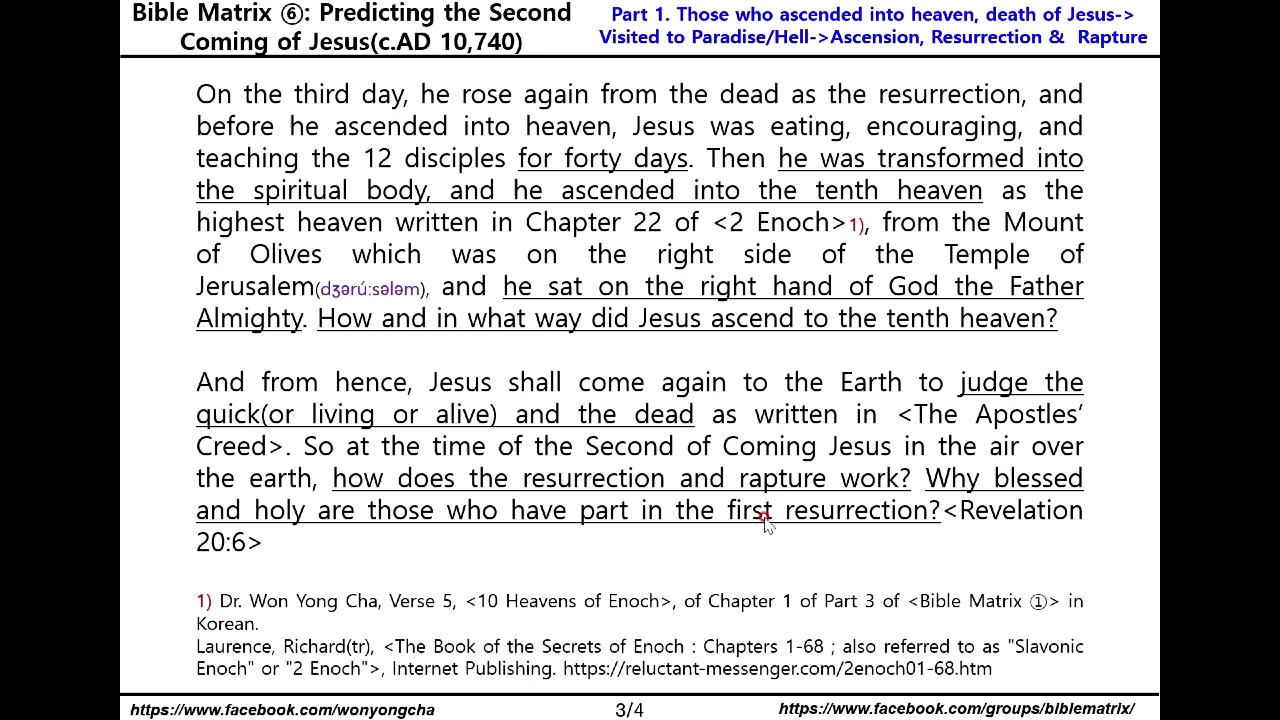 Bible Matrix ⑥: Predicting the Second
Coming of Jesus(c.AD 10,740)
Part 1. Those who ascended into heaven, death of Jesus->
Visited to Paradise/Hell->Ascension, Resurrection & Rapture
On the third day, he rose again from the dead as the resurrection, and
before he ascended into heaven, Jesus was eating, encouraging, and
teaching the 12 disciples for forty days. Then he was transformed into
the spiritual body, and he ascended into the tenth heaven as the
highest heaven written in Chapter 22 of <2 Enoch>1), from the Mount
of Olives which was on the right side of the Temple of
Jerusalem(dʒərúːsələm), and he sat on the right hand of God the Father
Almighty. How and in what way did Jesus ascend to the tenth heaven?
And from hence, Jesus shall come again to the Earth to judge the
quick(or living or alive) and the dead as written in <The Apostles‘
Creed>. So at the time of the Second of Coming Jesus in the air over
the earth, how does the resurrection and rapture work? Why blessed
and holy are those who have part in the first resurrection?<Revelation
20:6>
1) Dr. Won Yong Cha, Verse 5, <10 Heavens of Enoch>, of Chapter 1 of Part 3 of <Bible Matrix ①> in
Korean.
Laurence, Richard(tr), <The Book of the Secrets of Enoch : Chapters 1-68 ; also referred to as "Slavonic
Enoch" or "2 Enoch">, Internet Publishing. https://reluctant-messenger.com/2enoch01-68.htm
https://www.facebook.com/wonyongcha
3/4
https://www.facebook.com/groups/biblematrix/